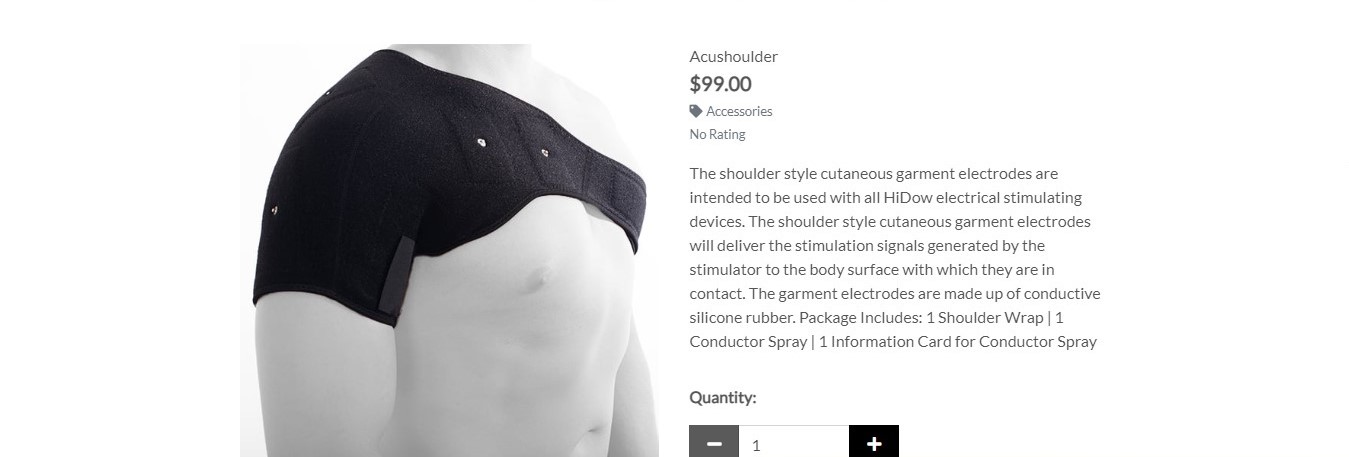 Acushoulder
$99.00
Accessories
No Rating
The shoulder style cutaneous garment electrodes are
intended to be used with all HiDow electrical stimulating
devices. The shoulder style cutaneous garment electrodes
will deliver the stimulation signals generated by the
stimulator to the body surface with which they are in
contact. The garment electrodes are made up of conductive
silicone rubber. Package Includes: 1 Shoulder Wrap | 1
Conductor Spray | 1 Information Card for Conductor Spray
Quantity:
− 1 +